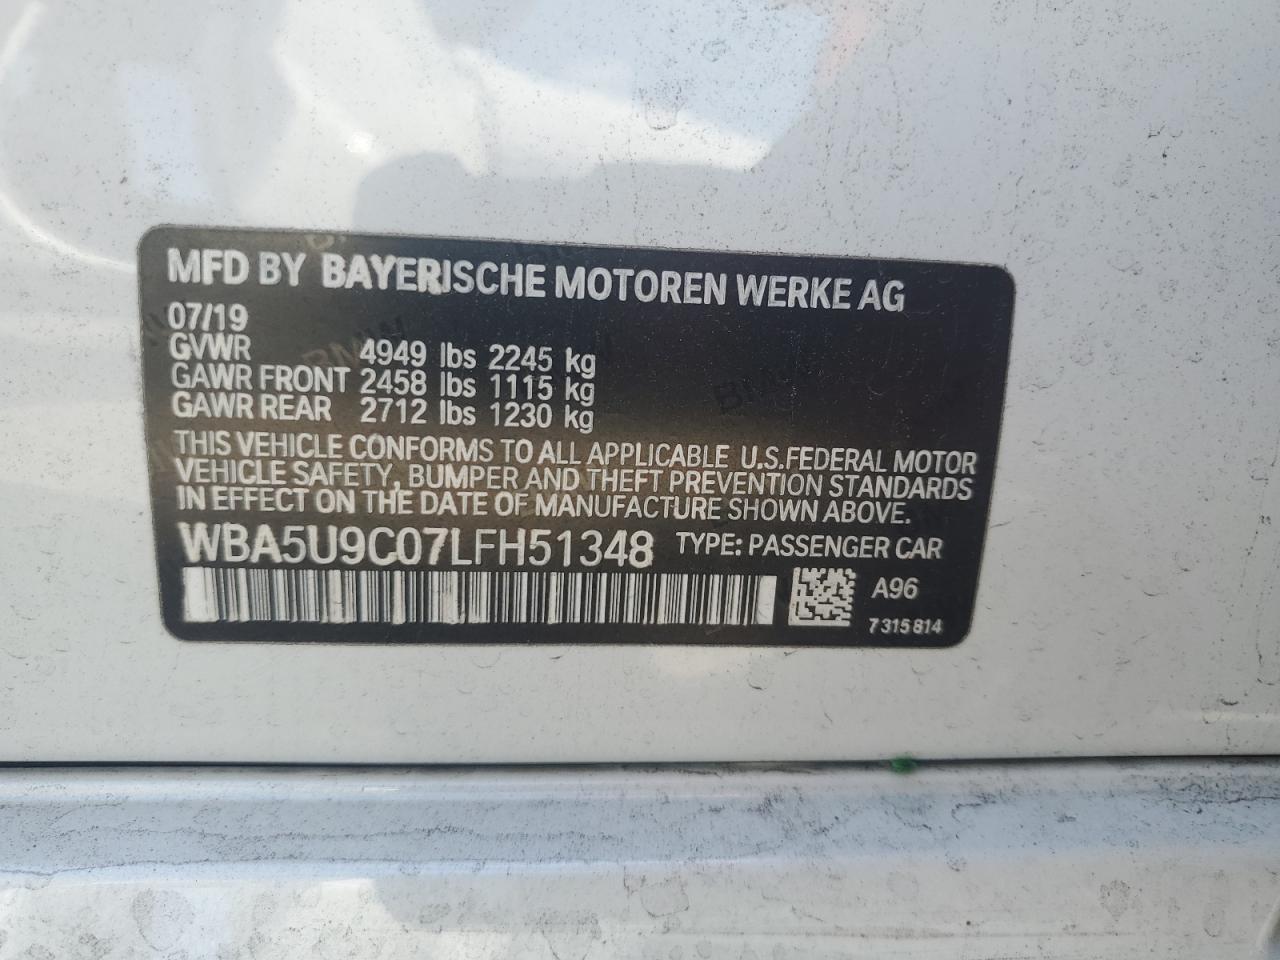 MFD BY BAYERISCHE MOTOREN WERKE AG
07/19
GVWR 4949 lbs 2245 kg
GAWR FRONT 2458 lbs 1115 kg
GAWR REAR 2712 lbs 1230 kg
THIS VEHICLE CONFORMS TO ALL APPLICABLE U.S.FEDERAL MOTOR
VEHICLE SAFETY, BUMPER AND THEFT PREVENTION STANDARDS
IN EFFECT ON THE DATE OF MANUFACTURE SHOWN ABOVE.
WBA5U9C07LFH51348 TYPE: PASSENGER CAR
A96
7315814